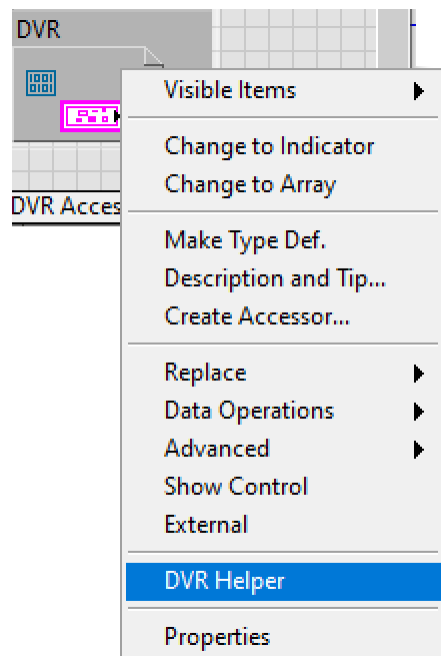 DVR
Visible Items
Change to Indicator
Change to Array
DVR Acces
Make Type Def.
Description and Tip...
Create Accessor...
Replace
Data Operations
Advanced
Show Control
External
DVR Helper
Properties